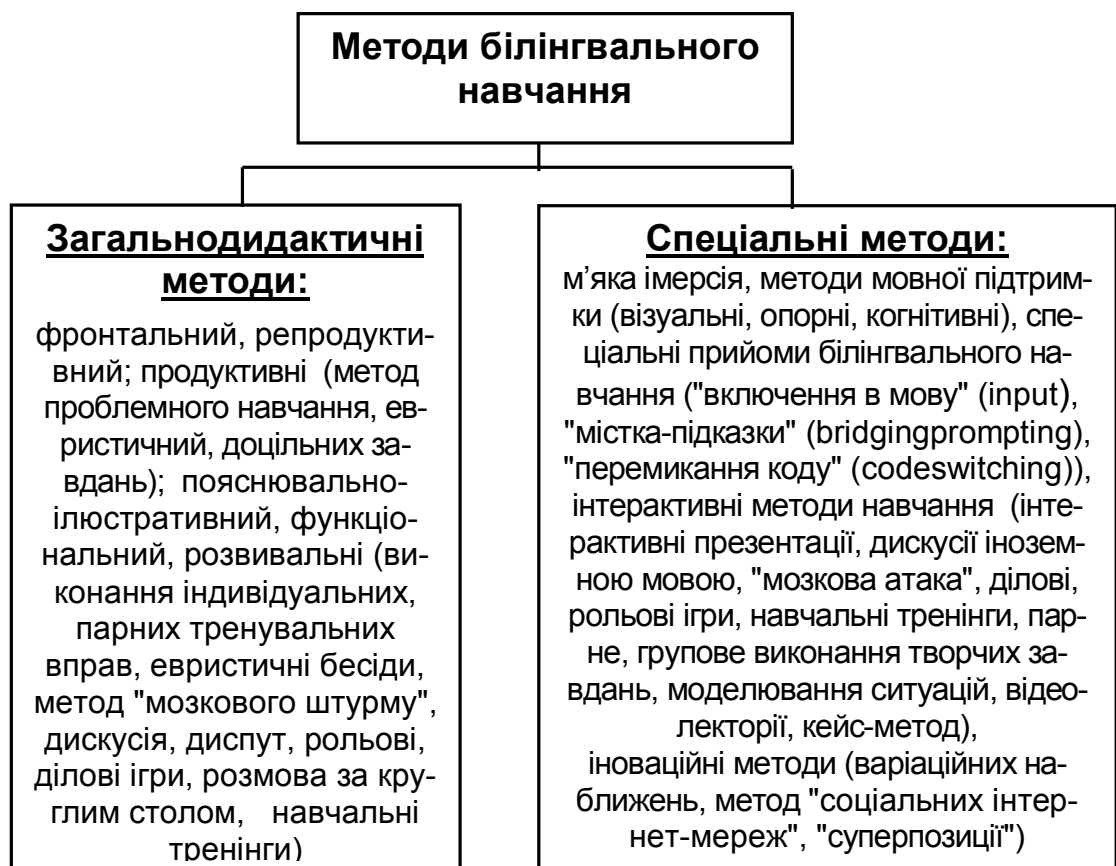 Методи білінгвального
навчання
Загальнодидактичні
методи:
фронтальний, репродукти-
вний; продуктивні (метод
проблемного навчання, ев-
ристичний, доцільних за-
вдань); пояснювально-
ілюстративний, функціо-
нальний, розвивальні (ви-
конання індивідуальних,
парних тренувальних
вправ, евристичні бесіди,
метод "мозкового штурму",
дискусія, диспут, рольові,
ділові ігри, розмова за кру-
глим столом, навчальні
тренінги)
Спеціальні методи:
м’яка імерсія, методи мовної підтрим-
ки (візуальні, опорні, когнітивні), спе-
ціальні прийоми білінгвального на-
вчання ("включення в мову" (input),
"містка-підказки" (bridgingprompting),
"перемикання коду" (codeswitching)),
інтерактивні методи навчання (інте-
рактивні презентації, дискусії інозем-
ною мовою, "мозкова атака", ділові,
рольові ігри, навчальні тренінги, пар-
не, групове виконання творчих за-
вдань, моделювання ситуацій, відео-
лекторії, кейс-метод),
іноваційні методи (варіаційних на-
ближень, метод "соціальних інтер-
нет-мереж", "суперпозиції")